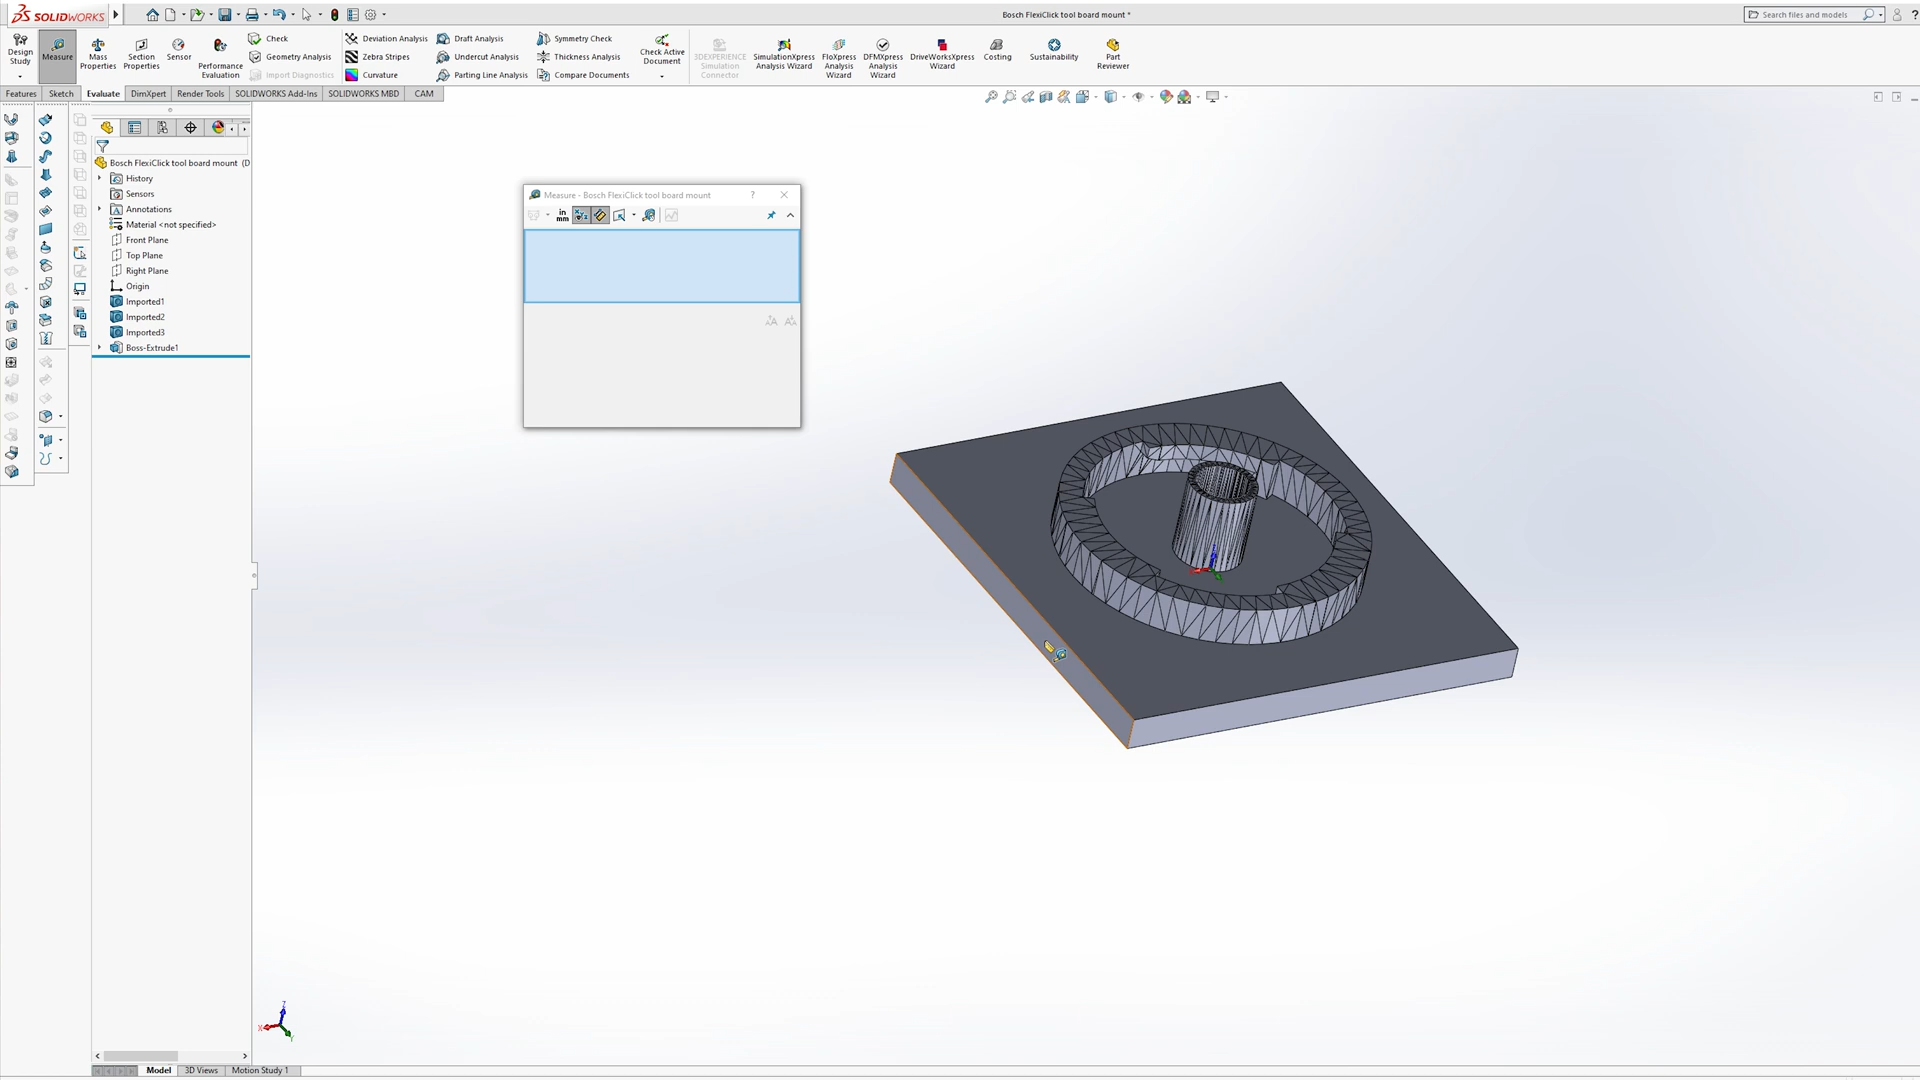 SOLIDWORKS
Bosch FlexiClick tool board mount *
Search files and models
?
Design Study
Measure
Mass Properties
Section Properties
Sensor
Performance Evaluation
Check
Geometry Analysis
Import Diagnostics
Deviation Analysis
Zebra Stripes
Curvature
Draft Analysis
Undercut Analysis
Parting Line Analysis
Symmetry Check
Thickness Analysis
Compare Documents
Check Active Document
3DEXPERIENCE Simulation Connector
SimulationXpress Analysis Wizard
FloXpress Analysis Wizard
DFMXpress Analysis Wizard
DriveWorksXpress Wizard
Costing
Sustainability
Part Reviewer
Features
Sketch
Evaluate
DimXpert
Render Tools
SOLIDWORKS Add-Ins
SOLIDWORKS MBD
CAM
Bosch FlexiClick tool board mount (D
History
Sensors
Annotations
Material <not specified>
Front Plane
Top Plane
Right Plane
Origin
Imported1
Imported2
Imported3
Boss-Extrude1
Measure - Bosch FlexiClick tool board mount
?
in
mm
Z
X
Y
Model
3D Views
Motion Study 1